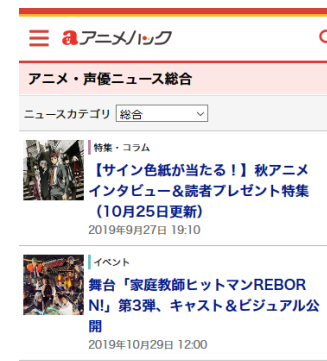 aアニメハック
アニメ・声優ニュース総合
ニュースカテゴリ 総合
特集・コラム
【サイン色紙が当たる！】秋アニメ
インタビュー＆読者プレゼント特集
（10月25日更新）
2019年9月27日 19:10
イベント
舞台「家庭教師ヒットマンREBOR
N!」第3弾、キャスト＆ビジュアル公
開
2019年10月29日 12:00